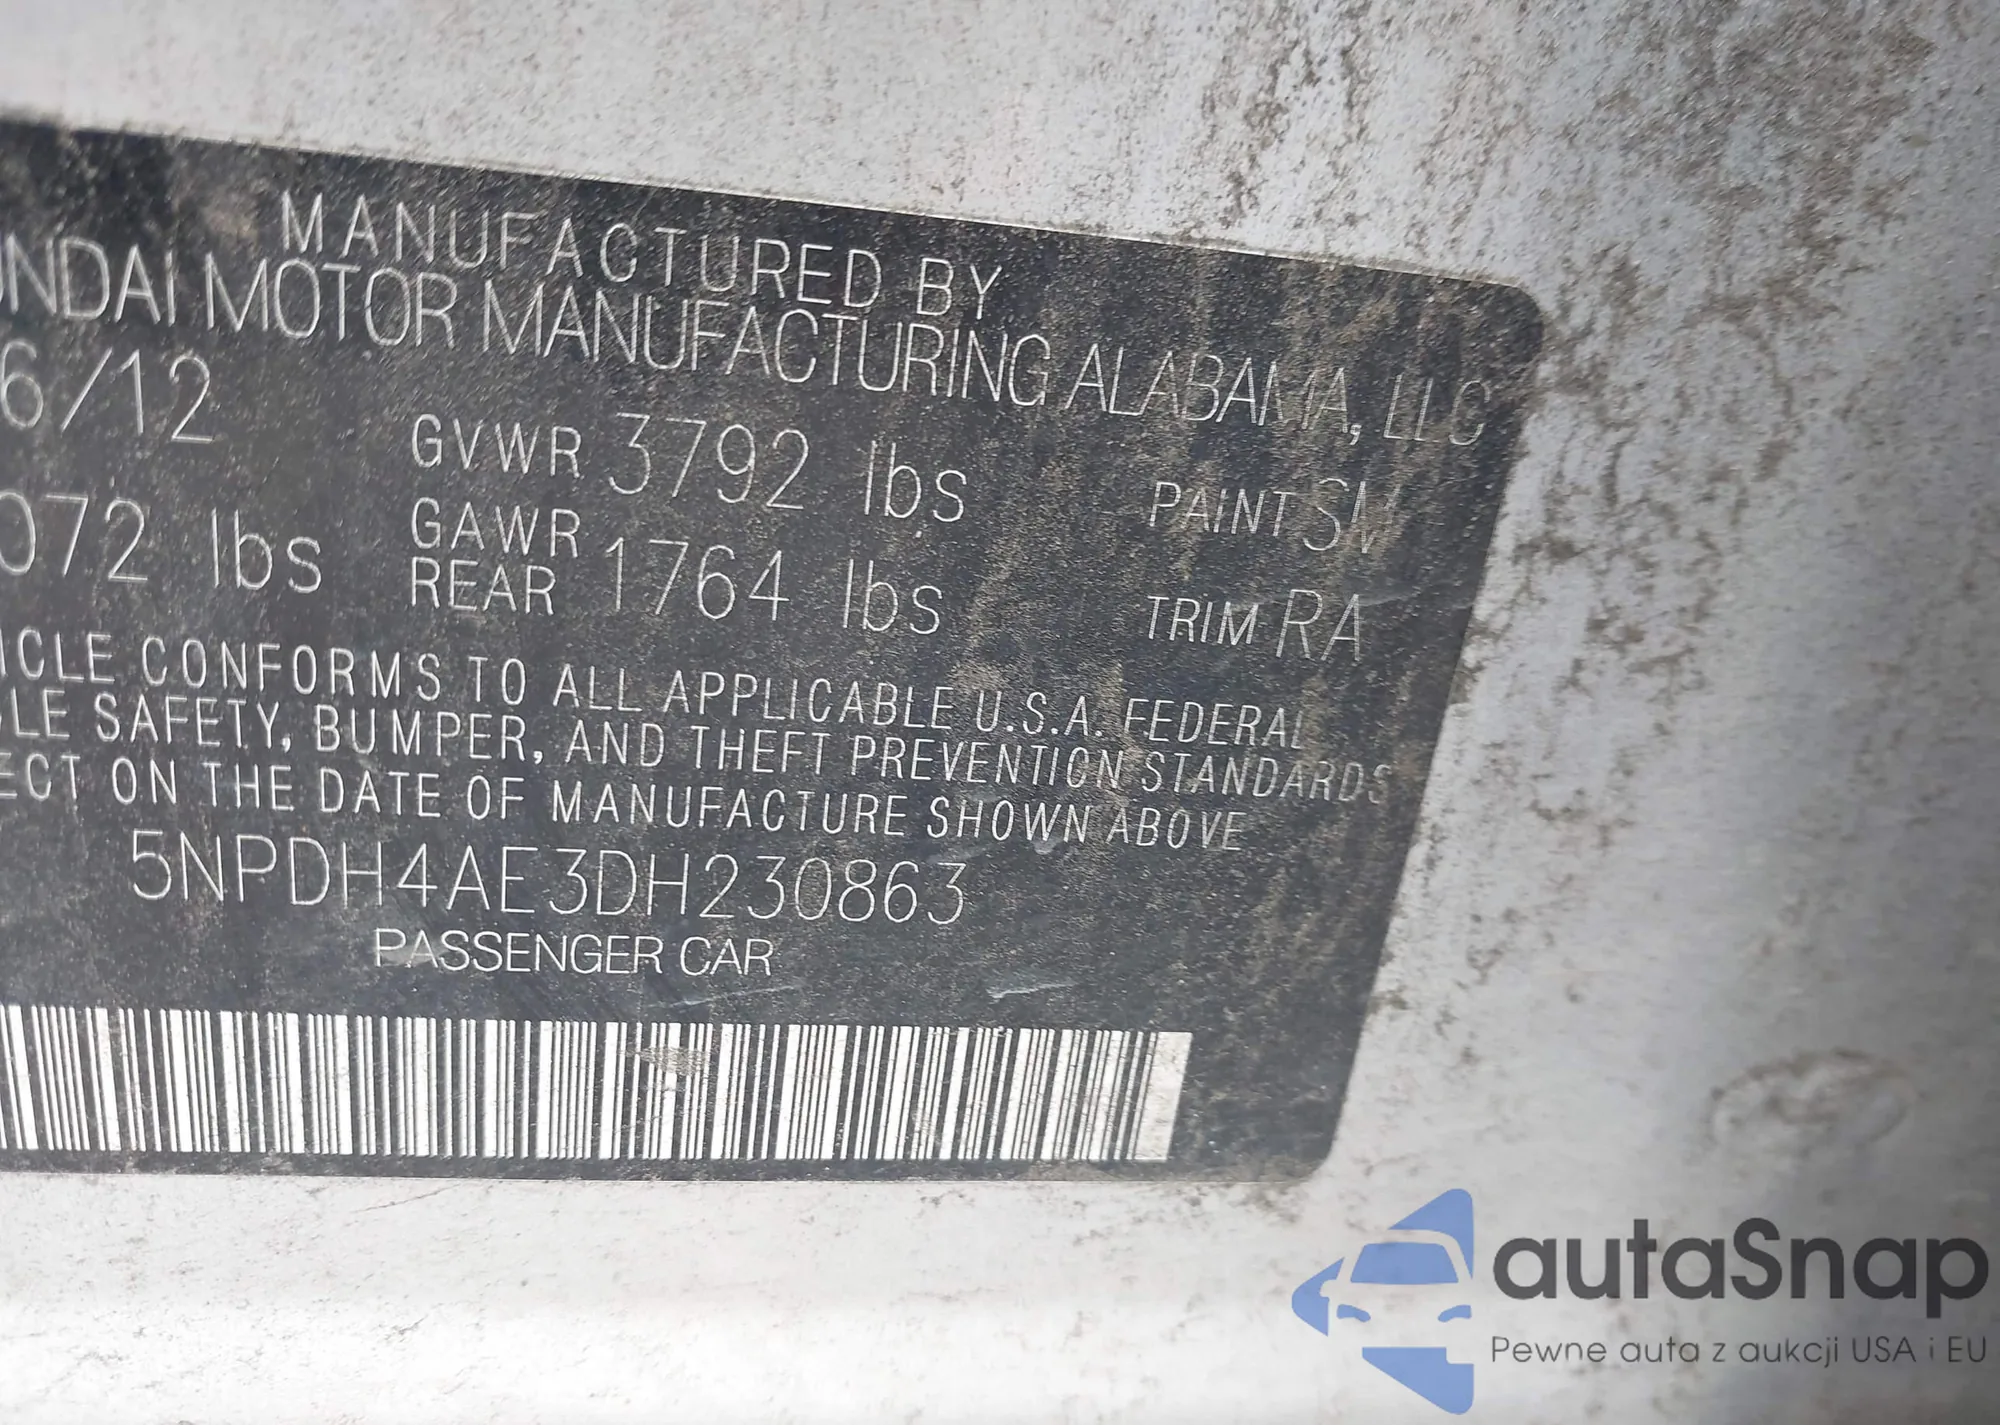 MANUFACTURED BY
UNDAI MOTOR MANUFACTURING ALABAMA, LLC
6/12 GVWR 3792 lbs PAINT SM
072 lbs GAWR REAR 1764 lbs TRIM RA
ICLE CONFORMS TO ALL APPLICABLE U.S.A. FEDERAL
LE SAFETY, BUMPER, AND THEFT PREVENTION STANDARDS
ECT ON THE DATE OF MANUFACTURE SHOWN ABOVE
5NPDH4AE3DH230863
PASSENGER CAR
autaSnap
Pewne auta z aukcji USA i EU